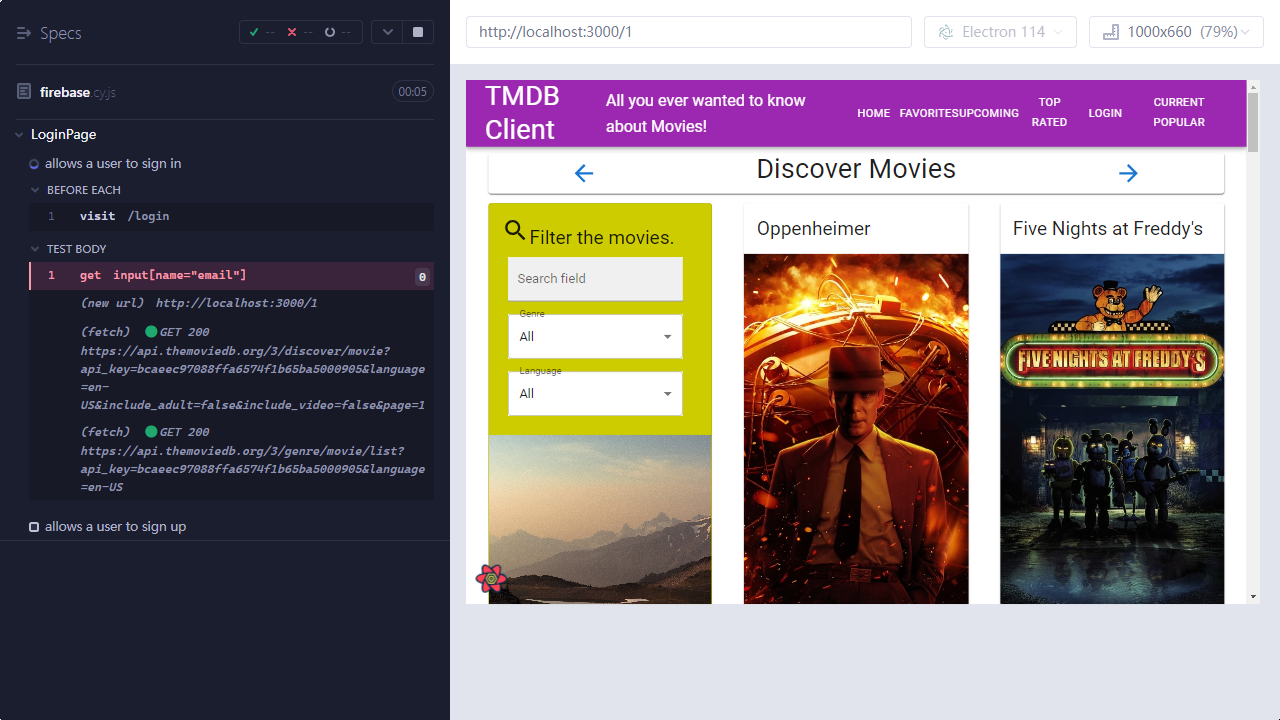 Specs
-- -- --
firebase.cy.js 00:05
LoginPage
allows a user to sign in
BEFORE EACH
1 visit /login
TEST BODY
1 get input[name="email"] 0
(new url) http://localhost:3000/1
(fetch) GET 200
https://api.themoviedb.org/3/discover/movie?
api_key=bcaeec97088ffa6574f1b65ba5000905&language
=en-
US&include_adult=false&include_video=false&page=1
(fetch) GET 200
https://api.themoviedb.org/3/genre/movie/list?
api_key=bcaeec97088ffa6574f1b65ba5000905&language
=en-US
allows a user to sign up
http://localhost:3000/1
Electron 114
1000x660 (79%)
TMDB
Client
All you ever wanted to know
about Movies!
HOME
FAVORITES
UPCOMING
TOP
RATED
LOGIN
CURRENT
POPULAR
Discover Movies
Filter the movies.
Search field
Genre
All
Language
All
Oppenheimer
Five Nights at Freddy's
FIVE NIGHTS AT FREDDY'S